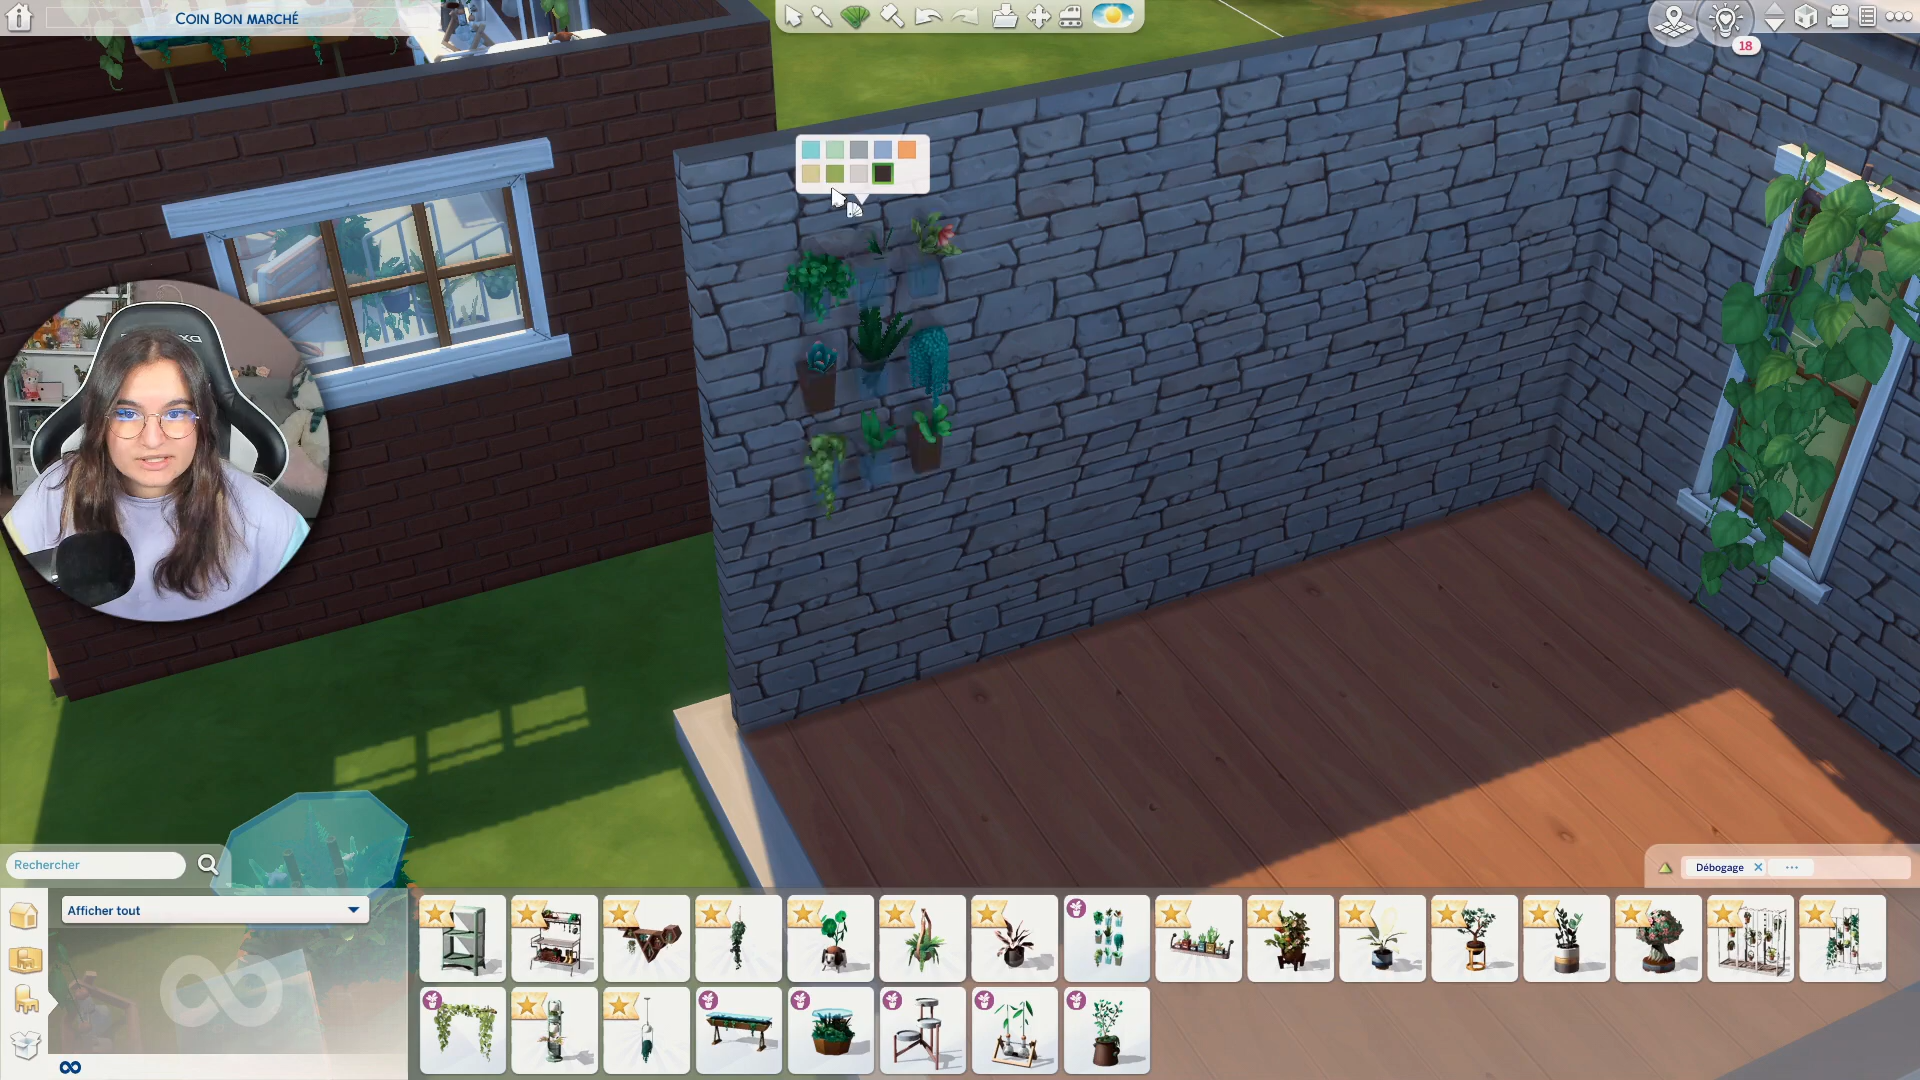 COIN BON MARCHÉ
18
Rechercher
Débogage
Afficher tout